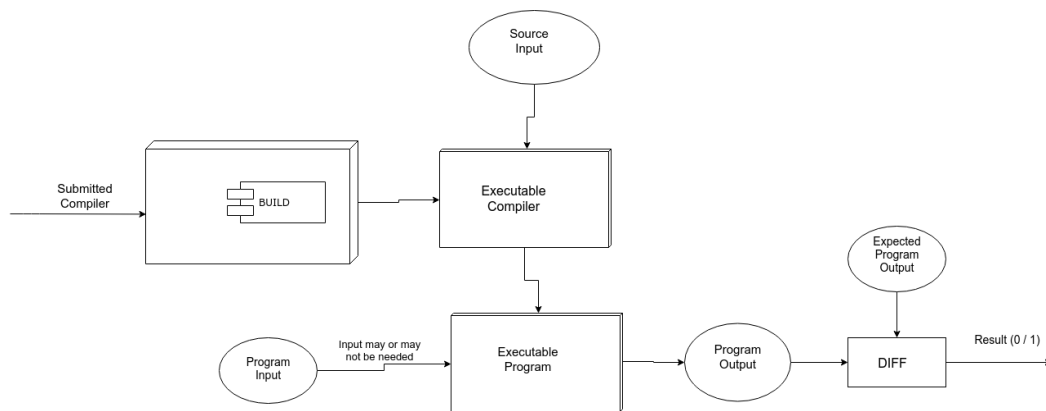 Source
Input
Submitted
Compiler
BUILD
Executable
Compiler
Expected
Program
Output
Program
Input
Input may or may
not be needed
Executable
Program
Program
Output
DIFF
Result (0 / 1)